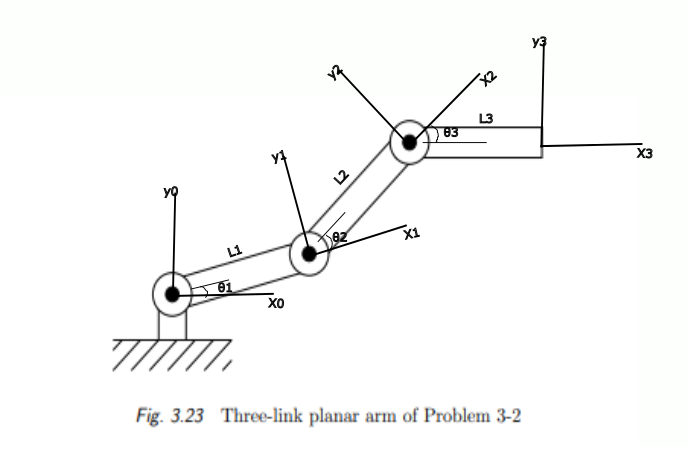 y3
y2
X2
L3
θ3
X3
y1
L2
y0
θ2
X1
L1
θ1
X0
Fig. 3.23 Three-link planar arm of Problem 3-2